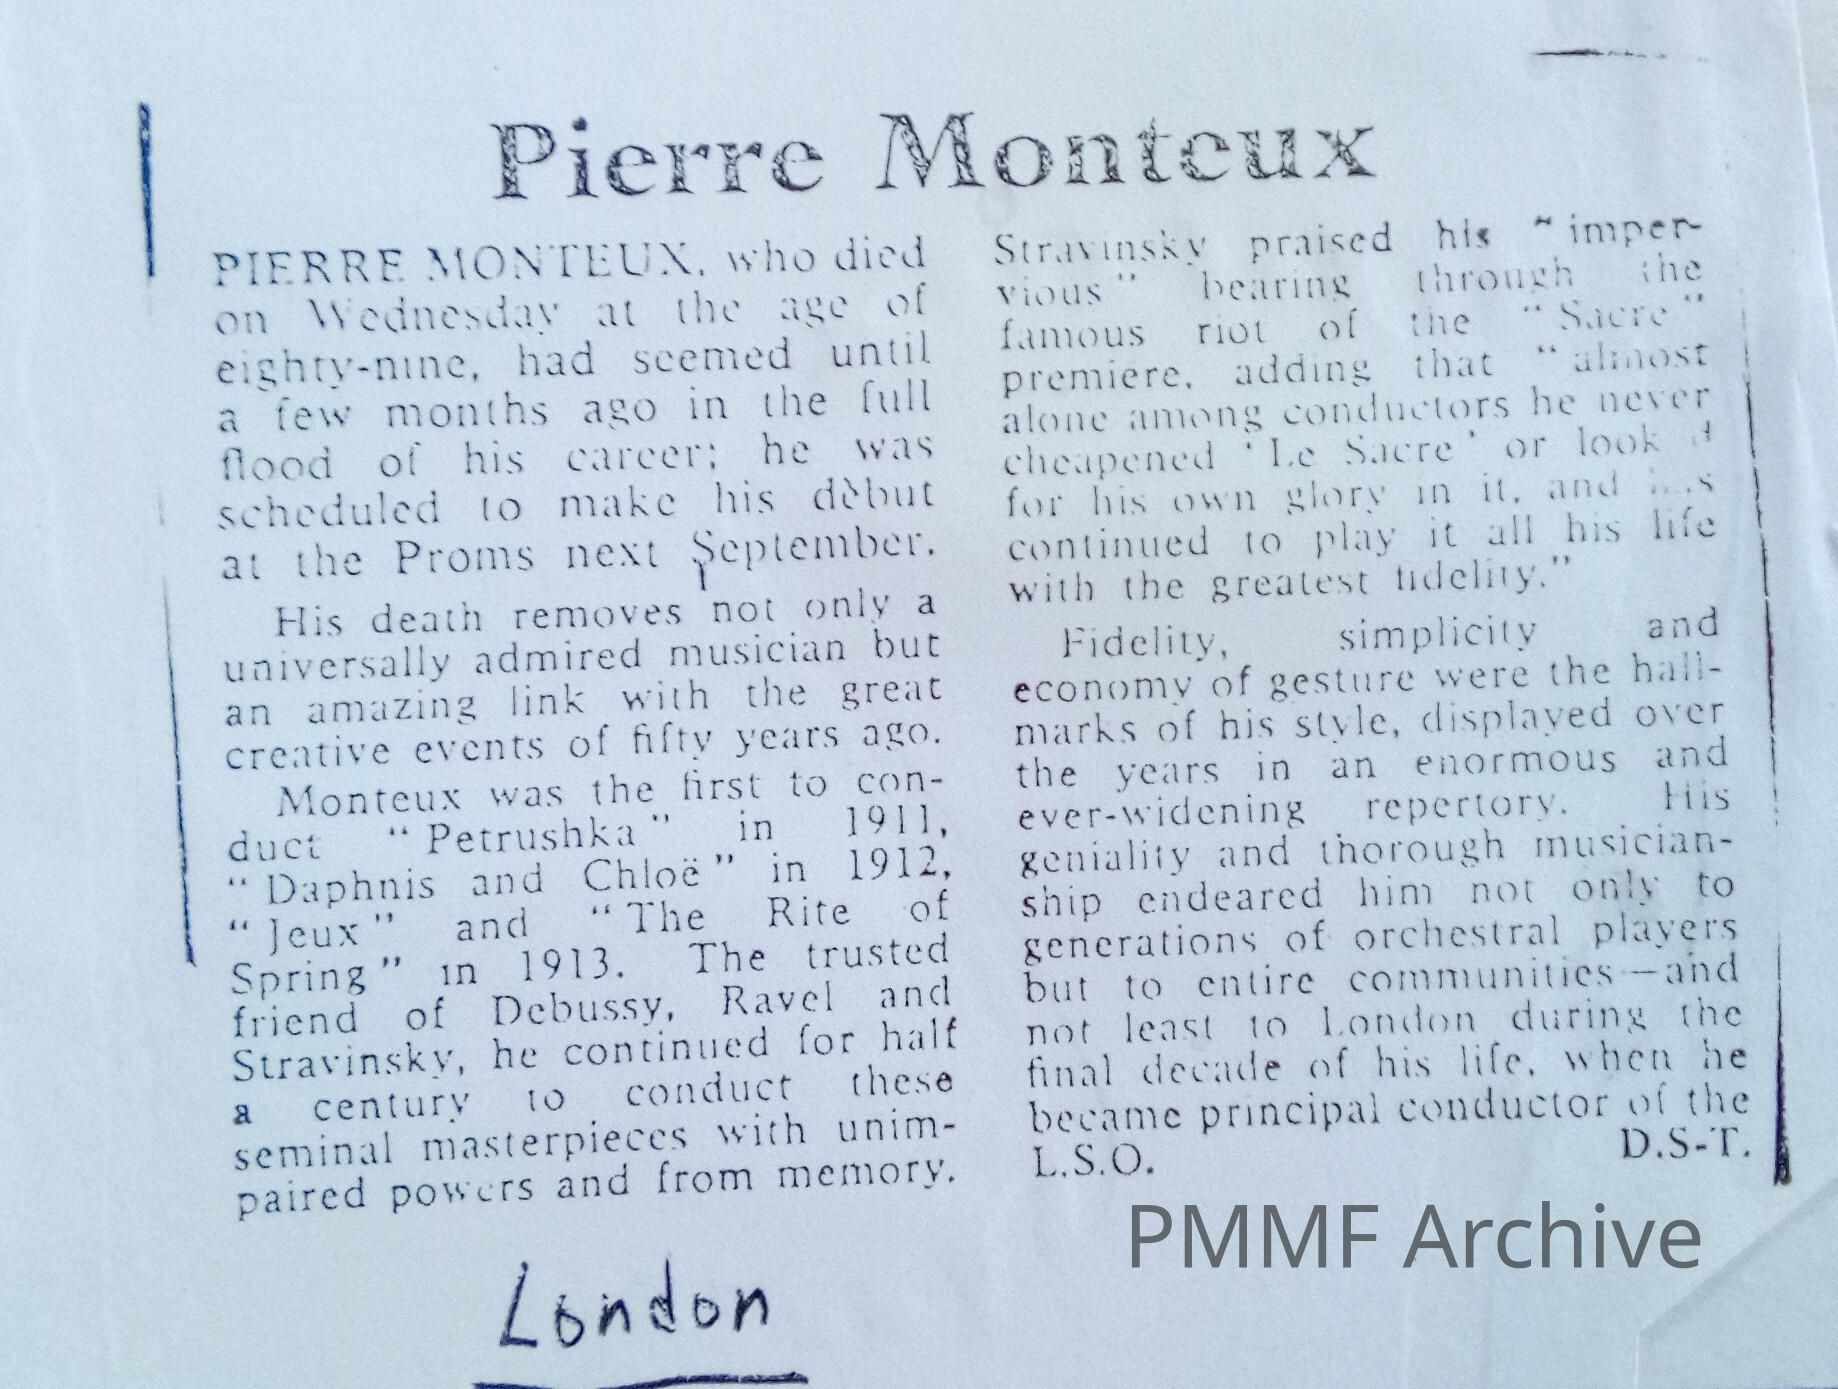 Pierre Monteux
PIERRE MONTEUX, who died
on Wednesday at the age of
eighty-nine, had seemed until
a few months ago in the full
flood of his career; he was
scheduled to make his dèbut
at the Proms next September.
His death removes not only a
universally admired musician but
an amazing link with the great
creative events of fifty years ago.
Monteux was the first to con-
duct “Petrushka” in 1911,
“Daphnis and Chloë” in 1912,
“Jeux” and “The Rite of
Spring” in 1913. The trusted
friend of Debussy, Ravel and
Stravinsky, he continued for half
a century to conduct these
seminal masterpieces with unim-
paired powers and from memory.
Stravinsky praised his “imper-
vious” bearing through the
famous riot of the “Sacre”
première, adding that “almost
alone among conductors he never
cheapened ‘Le Sacre’ or
for his own glory in it, and
continued to play it all his life
with the greatest fidelity.”
Fidelity, simplicity and
economy of gesture were the hall-
marks of his style, displayed over
the years in an enormous and
ever-widening repertory. His
geniality and thorough musician-
ship endeared him not only to
generations of orchestral players
but to entire communities—and
not least to London during the
final decade of his life, when he
became principal conductor of the
L.S.O.
D.S-T.
PMMF Archive
London